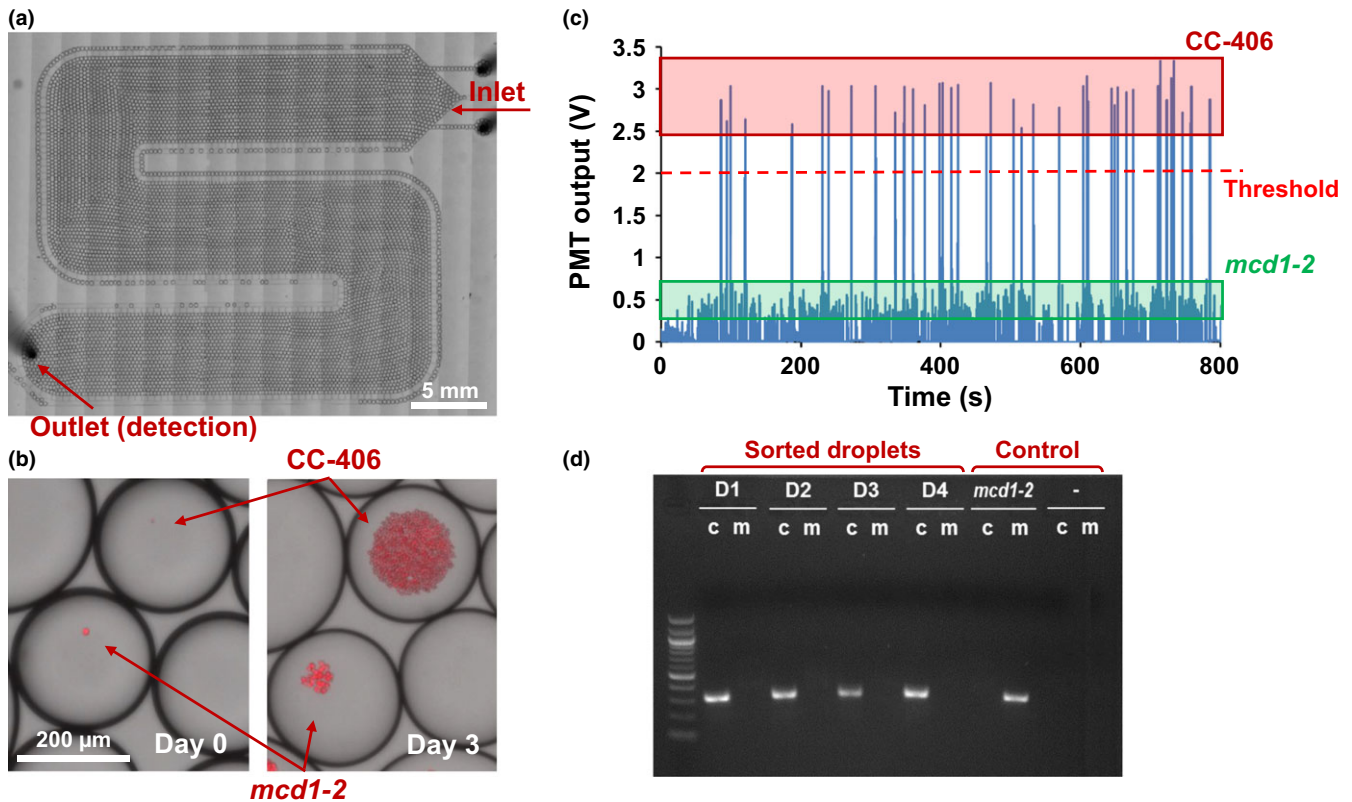 (a)
Inlet
5 mm
Outlet (detection)
(b)
CC-406
200 µm
Day 0
Day 3
mcd1-2
(c)
CC-406
3.5
3
2.5
2
1.5
1
0.5
0
PMT output (V)
Threshold
mcd1-2
0
200
400
600
800
Time (s)
(d)
Sorted droplets
Control
D1 D2 D3 D4 mcd1-2 -
c m c m c m c m c m c m